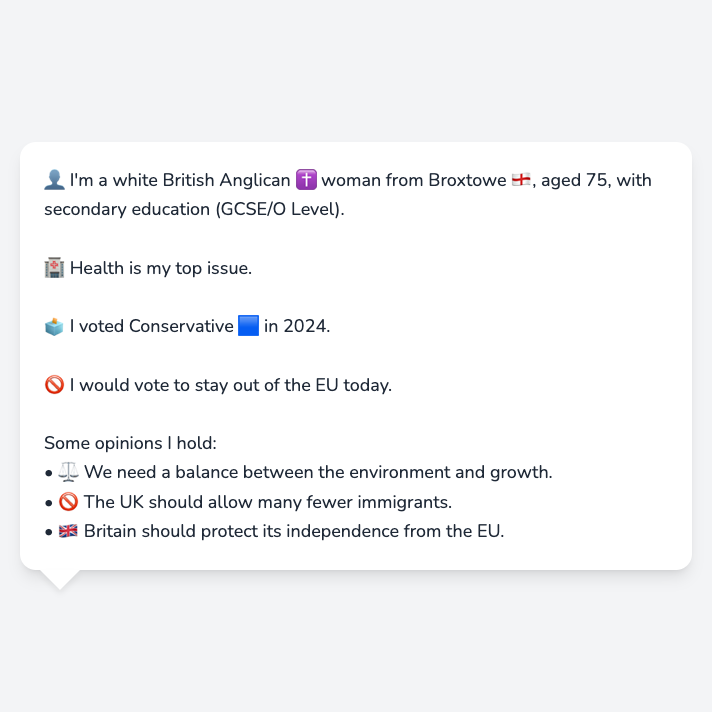 👤 I'm a white British Anglican ✝️ woman from Broxtowe 🏴󠁧󠁢󠁥󠁮󠁧󠁿, aged 75, with
secondary education (GCSE/O Level).
🏥 Health is my top issue.
🗳️ I voted Conservative 🟦 in 2024.
🚫 I would vote to stay out of the EU today.
Some opinions I hold:
• ⚖️ We need a balance between the environment and growth.
• 🚫 The UK should allow many fewer immigrants.
• 🇬🇧 Britain should protect its independence from the EU.